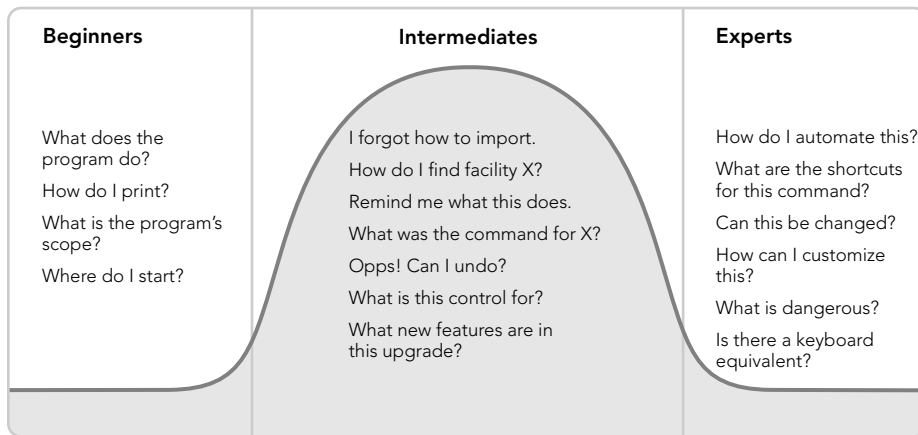 Beginners
What does the
program do?
How do I print?
What is the program's
scope?
Where do I start?
Intermediates
I forgot how to import.
How do I find facility X?
Remind me what this does.
What was the command for X?
Opps! Can I undo?
What is this control for?
What new features are in
this upgrade?
Experts
How do I automate this?
What are the shortcuts
for this command?
Can this be changed?
How can I customize
this?
What is dangerous?
Is there a keyboard
equivalent?